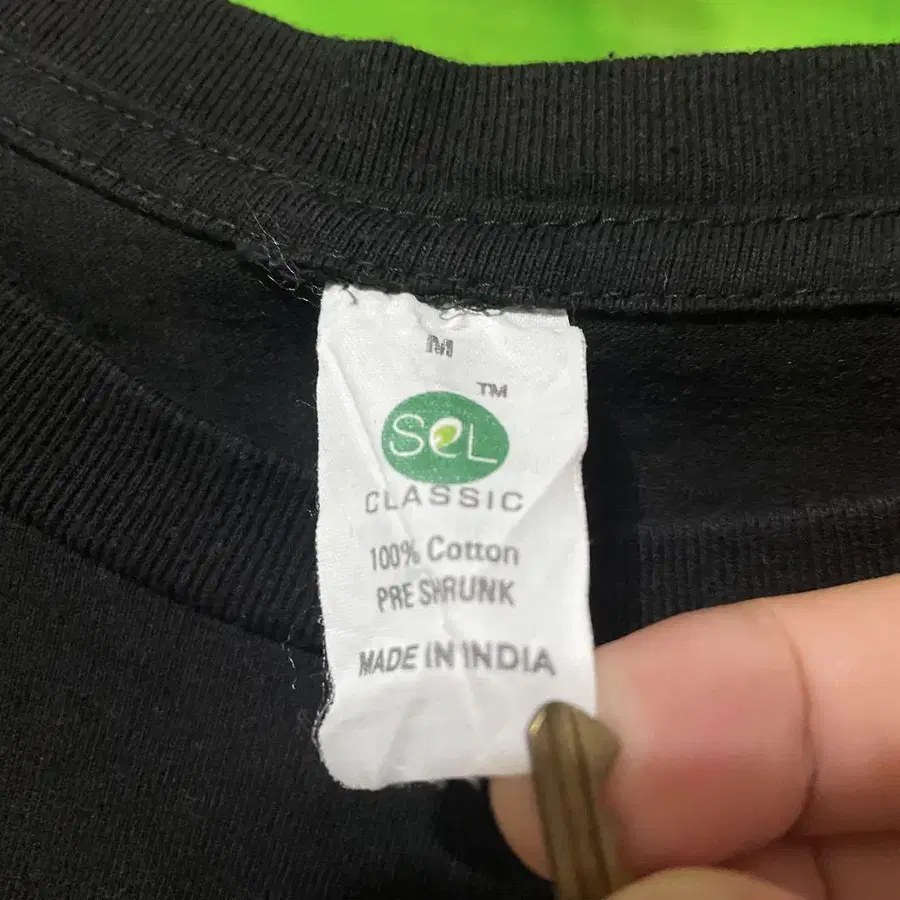 M
TM
SeL
CLASSIC
100% Cotton
PRE SHRUNK
MADE IN INDIA